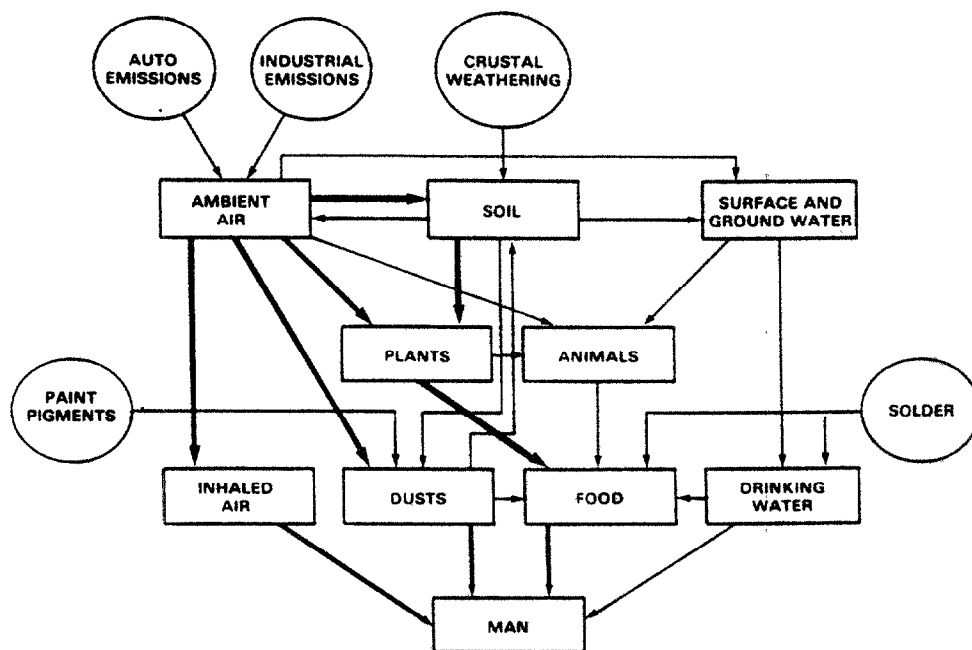 AUTO
EMISSIONS
INDUSTRIAL
EMISSIONS
CRUSTAL
WEATHERING
AMBIENT
AIR
SOIL
SURFACE AND
GROUND WATER
PLANTS
ANIMALS
PAINT
PIGMENTS
SOLDER
INHALED
AIR
DUSTS
FOOD
DRINKING
WATER
MAN